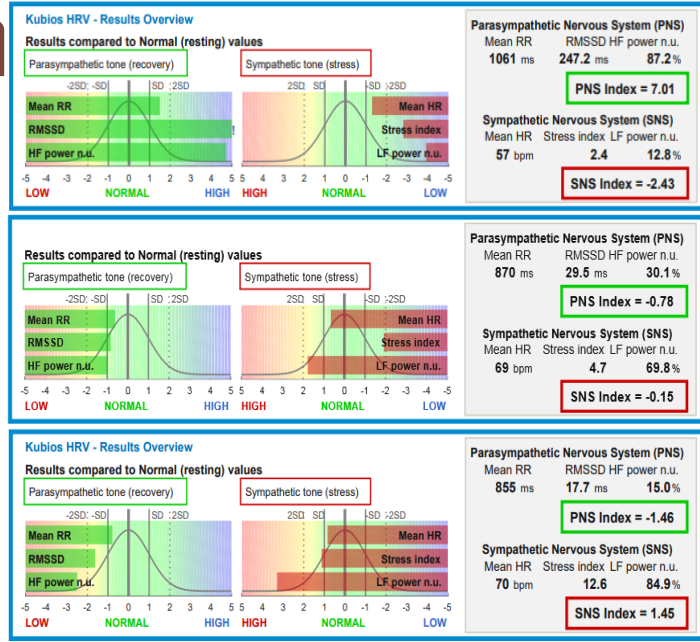 Kubios HRV - Results Overview
Results compared to Normal (resting) values
Parasympathetic tone (recovery) Sympathetic tone (stress)
-2SD -SD SD 2SD 2SD SD -SD -2SD
Mean RR Mean HR
RMSSD Stress index
HF power n.u. LF power n.u.
-5 -4 -3 -2 -1 0 1 2 3 4 5 5 4 3 2 1 0 -1 -2 -3 -4 -5
LOW NORMAL HIGH HIGH NORMAL LOW
Parasympathetic Nervous System (PNS)
Mean RR RMSSD HF power n.u.
1061 ms 247.2 ms 87.2%
PNS Index = 7.01
Sympathetic Nervous System (SNS)
Mean HR Stress index LF power n.u.
57 bpm 2.4 12.8%
SNS Index = -2.43
Results compared to Normal (resting) values
Parasympathetic tone (recovery) Sympathetic tone (stress)
-2SD -SD SD 2SD 2SD SD -SD -2SD
Mean RR Mean HR
RMSSD Stress index
HF power n.u. LF power n.u.
-5 -4 -3 -2 -1 0 1 2 3 4 5 5 4 3 2 1 0 -1 -2 -3 -4 -5
LOW NORMAL HIGH HIGH NORMAL LOW
Parasympathetic Nervous System (PNS)
Mean RR RMSSD HF power n.u.
870 ms 29.5 ms 30.1%
PNS Index = -0.78
Sympathetic Nervous System (SNS)
Mean HR Stress index LF power n.u.
69 bpm 4.7 69.8%
SNS Index = -0.15
Kubios HRV - Results Overview
Results compared to Normal (resting) values
Parasympathetic tone (recovery) Sympathetic tone (stress)
-2SD -SD SD 2SD 2SD SD -SD -2SD
Mean RR Mean HR
RMSSD Stress index
HF power n.u. LF power n.u.
-5 -4 -3 -2 -1 0 1 2 3 4 5 5 4 3 2 1 0 -1 -2 -3 -4 -5
LOW NORMAL HIGH HIGH NORMAL LOW
Parasympathetic Nervous System (PNS)
Mean RR RMSSD HF power n.u.
855 ms 17.7 ms 15.0%
PNS Index = -1.46
Sympathetic Nervous System (SNS)
Mean HR Stress index LF power n.u.
70 bpm 12.6 84.9%
SNS Index = 1.45